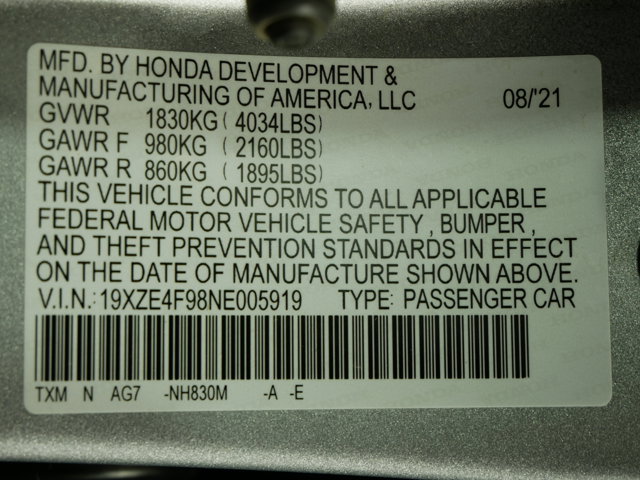 MFD. BY HONDA DEVELOPMENT &
MANUFACTURING OF AMERICA, LLC 08/'21
GVWR 1830KG ( 4034LBS)
GAWR F 980KG ( 2160LBS)
GAWR R 860KG ( 1895LBS)
THIS VEHICLE CONFORMS TO ALL APPLICABLE
FEDERAL MOTOR VEHICLE SAFETY , BUMPER ,
AND THEFT PREVENTION STANDARDS IN EFFECT
ON THE DATE OF MANUFACTURE SHOWN ABOVE.
V.I.N.: 19XZE4F98NE005919 TYPE: PASSENGER CAR
TXM N AG7 -NH830M -A -E